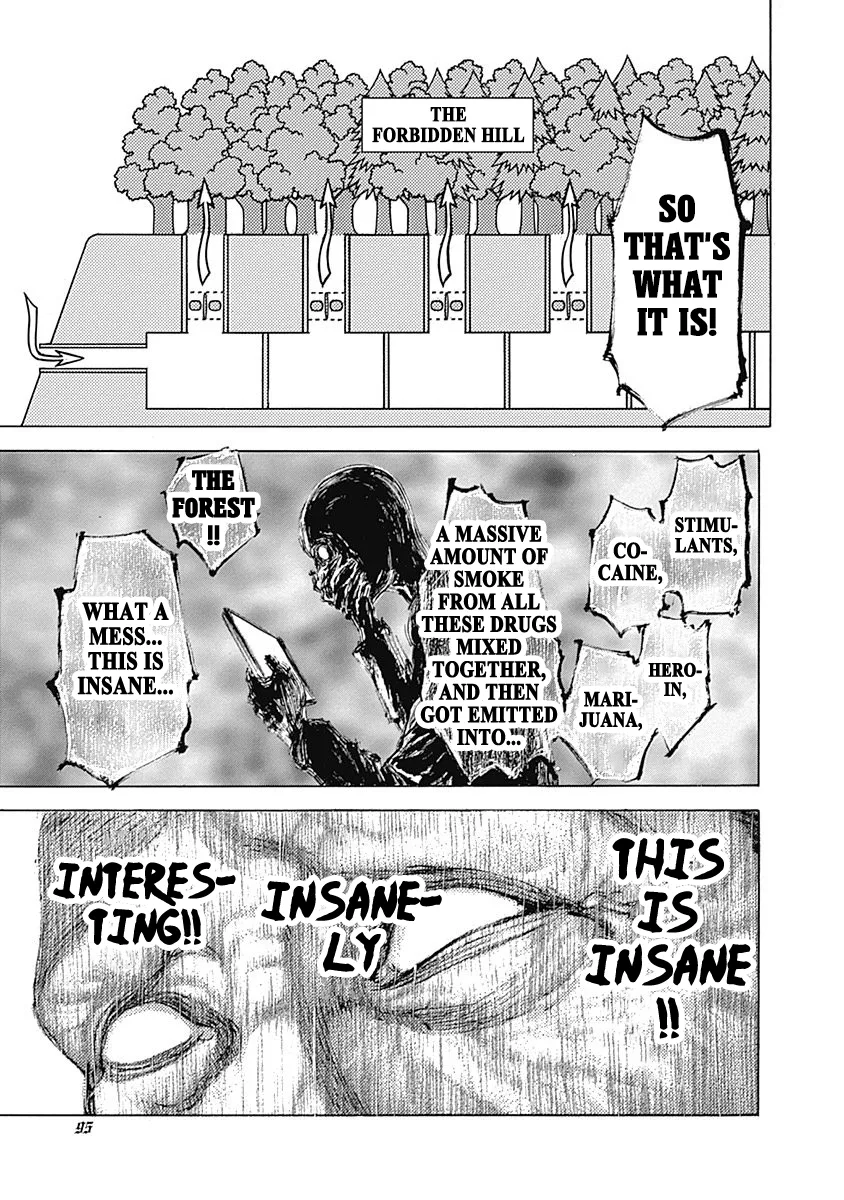 THE
FORBIDDEN HILL
SO
THAT'S
WHAT
IT IS!
STIMU-
LANTS,
CO-
CAINE,
HERO-
IN,
MARI-
JUANA,
A MASSIVE
AMOUNT OF
SMOKE
FROM ALL
THESE DRUGS
MIXED
TOGETHER,
AND THEN
GOT EMITTED
INTO...
THE
FOREST
!!
WHAT A
MESS...
THIS IS
INSANE...
THIS
IS
INSANE
!!
INSANE-
LY
INTERES-
TING!!
95